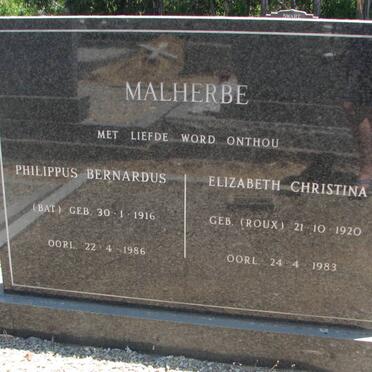 MALHERBE
MET LIEFDE WORD ONTHOU
PHILIPPUS BERNARDUS
(BAT) GEB. 30·1·1916
OORL. 22·4·1986
ELIZABETH CHRISTINA
GEB. (ROUX) 21·10·1920
OORL. 24·4·1983